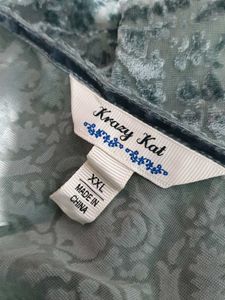 Krazy Kat
XXL
MADE IN
CHINA